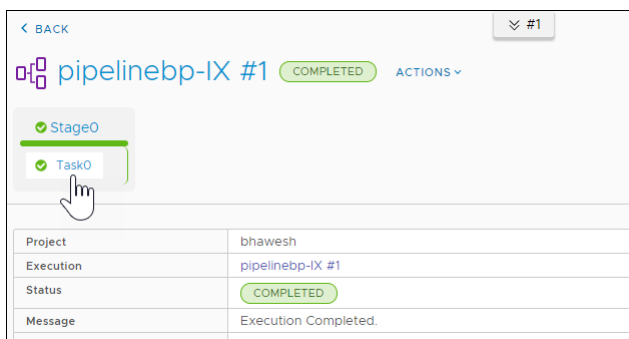 BACK
#1
pipelinebp-IX #1 COMPLETED ACTIONS
Stage0
Task0
Project bhawesh
Execution pipelinebp-IX #1
Status COMPLETED
Message Execution Completed.